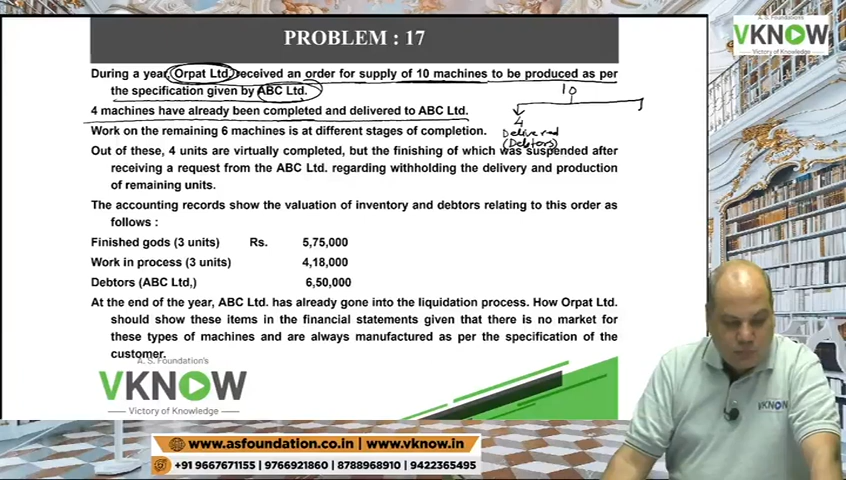 A. S. Foundation's
VKNOW
Victory of Knowledge
PROBLEM : 17
During a year, Orpat Ltd. received an order for supply of 10 machines to be produced as per
the specification given by ABC Ltd.
10
4 machines have already been completed and delivered to ABC Ltd.
4
Work on the remaining 6 machines is at different stages of completion.
Delivered
(Debtors)
Out of these, 4 units are virtually completed, but the finishing of which was suspended after
receiving a request from the ABC Ltd. regarding withholding the delivery and production
of remaining units.
The accounting records show the valuation of inventory and debtors relating to this order as
follows :
Finished gods (3 units) Rs. 5,75,000
Work in process (3 units) 4,18,000
Debtors (ABC Ltd,) 6,50,000
At the end of the year, ABC Ltd. has already gone into the liquidation process. How Orpat Ltd.
should show these items in the financial statements given that there is no market for
these types of machines and are always manufactured as per the specification of the
customer.
A. S. Foundation's
VKNOW
Victory of Knowledge
VKNOW
www.asfoundation.co.in | www.vknow.in
+91 9667671155 | 9766921860 | 8788968910 | 9422365495